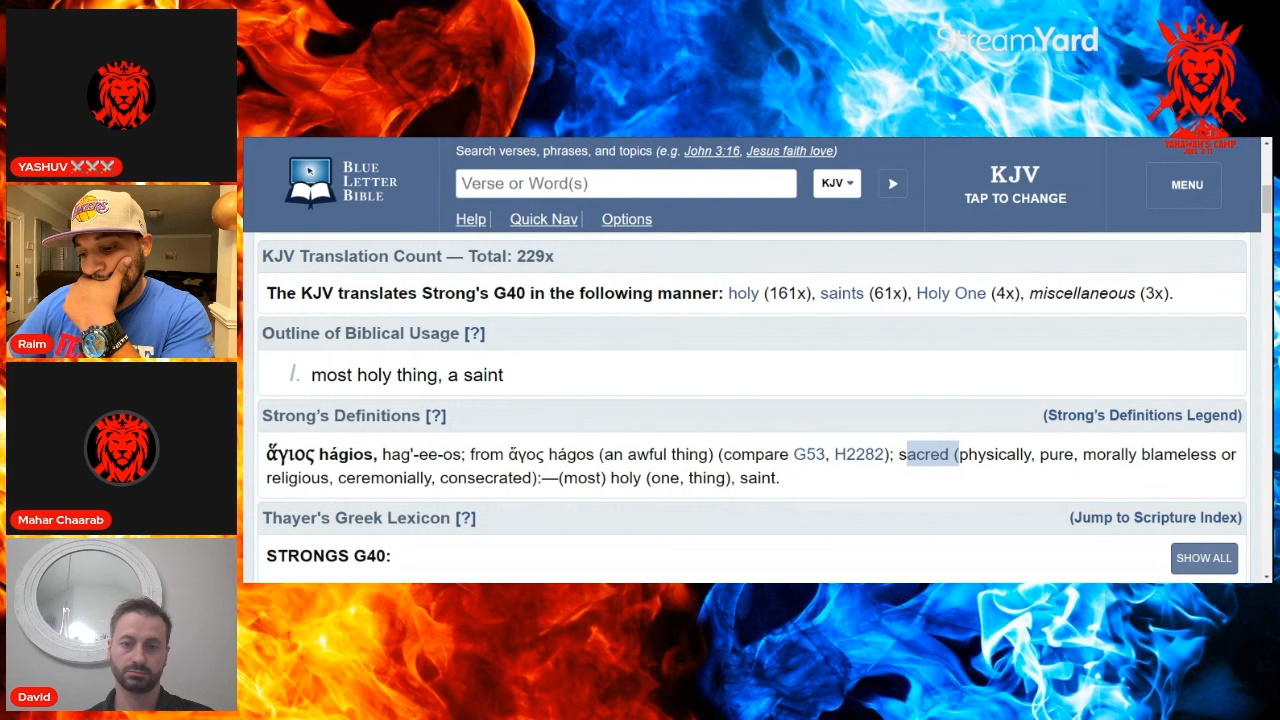 StreamYard
YAHAWAH'S CAMP
YASHUV ⚔️⚔️⚔️
Raim
Mahar Chaarab
David
BLUE
LETTER
BIBLE
Search verses, phrases, and topics (e.g. John 3:16, Jesus faith love)
Verse or Word(s)
KJV
Help
Quick Nav
Options
KJV
TAP TO CHANGE
MENU
KJV Translation Count — Total: 229x
The KJV translates Strong's G40 in the following manner: holy (161x), saints (61x), Holy One (4x), miscellaneous (3x).
Outline of Biblical Usage [?]
I. most holy thing, a saint
Strong's Definitions [?]
(Strong's Definitions Legend)
ἅγιος hágios, hag'-ee-os; from ἅγος hágos (an awful thing) (compare G53, H2282); sacred (physically, pure, morally blameless or
religious, ceremonially, consecrated):—(most) holy (one, thing), saint.
Thayer's Greek Lexicon [?]
(Jump to Scripture Index)
STRONGS G40:
SHOW ALL